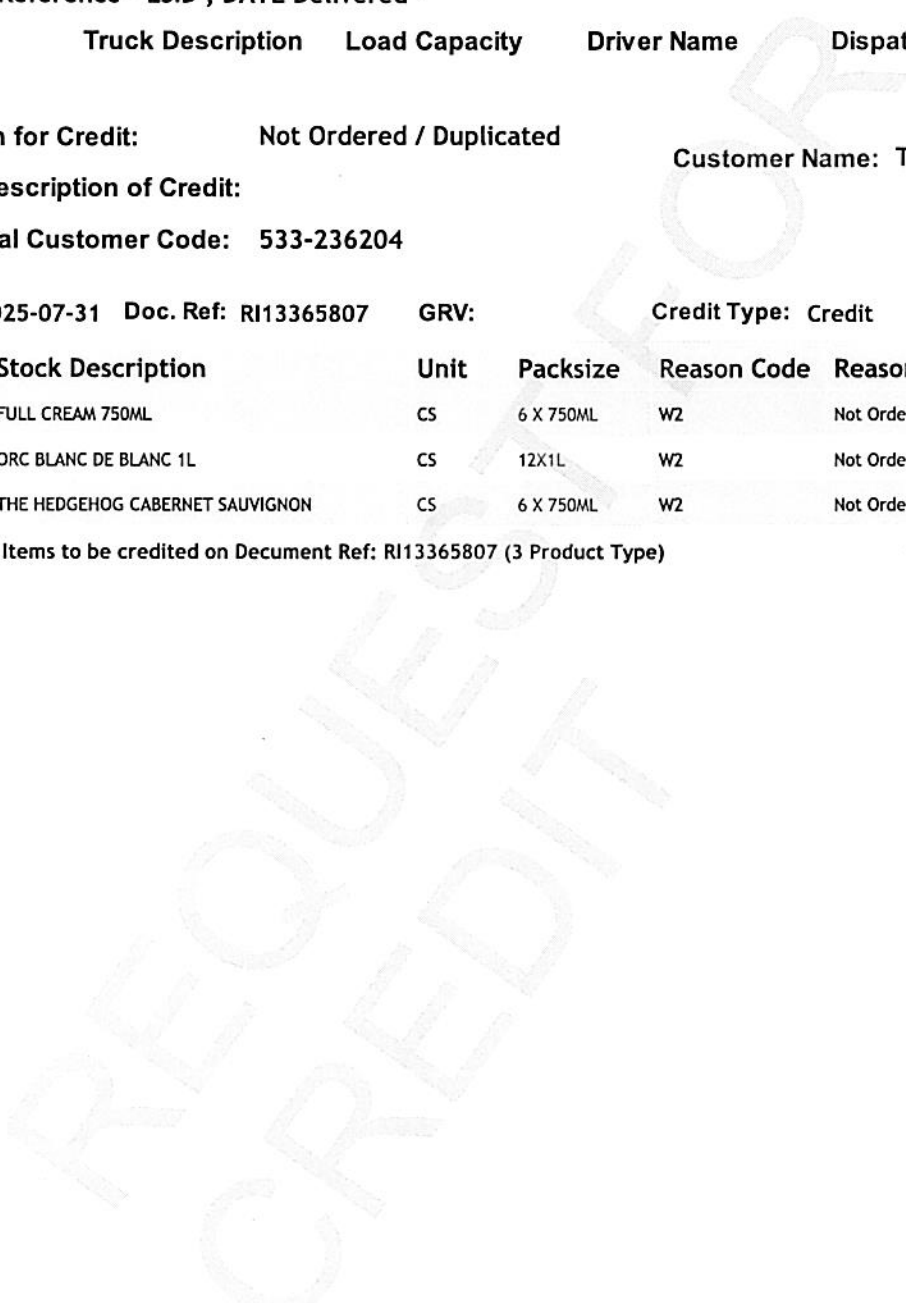 Truck Description Load Capacity Driver Name Dispat
n for Credit: Not Ordered / Duplicated
Customer Name: T
escription of Credit:
al Customer Code: 533-236204
025-07-31 Doc. Ref: RI13365807 GRV: Credit Type: Credit
Stock Description Unit Packsize Reason Code Reason
FULL CREAM 750ML CS 6 X 750ML W2 Not Orde
ORC BLANC DE BLANC 1L CS 12X1L W2 Not Orde
THE HEDGEHOG CABERNET SAUVIGNON CS 6 X 750ML W2 Not Orde
Items to be credited on Decument Ref: RI13365807 (3 Product Type)
REQUEST FOR
CREDIT